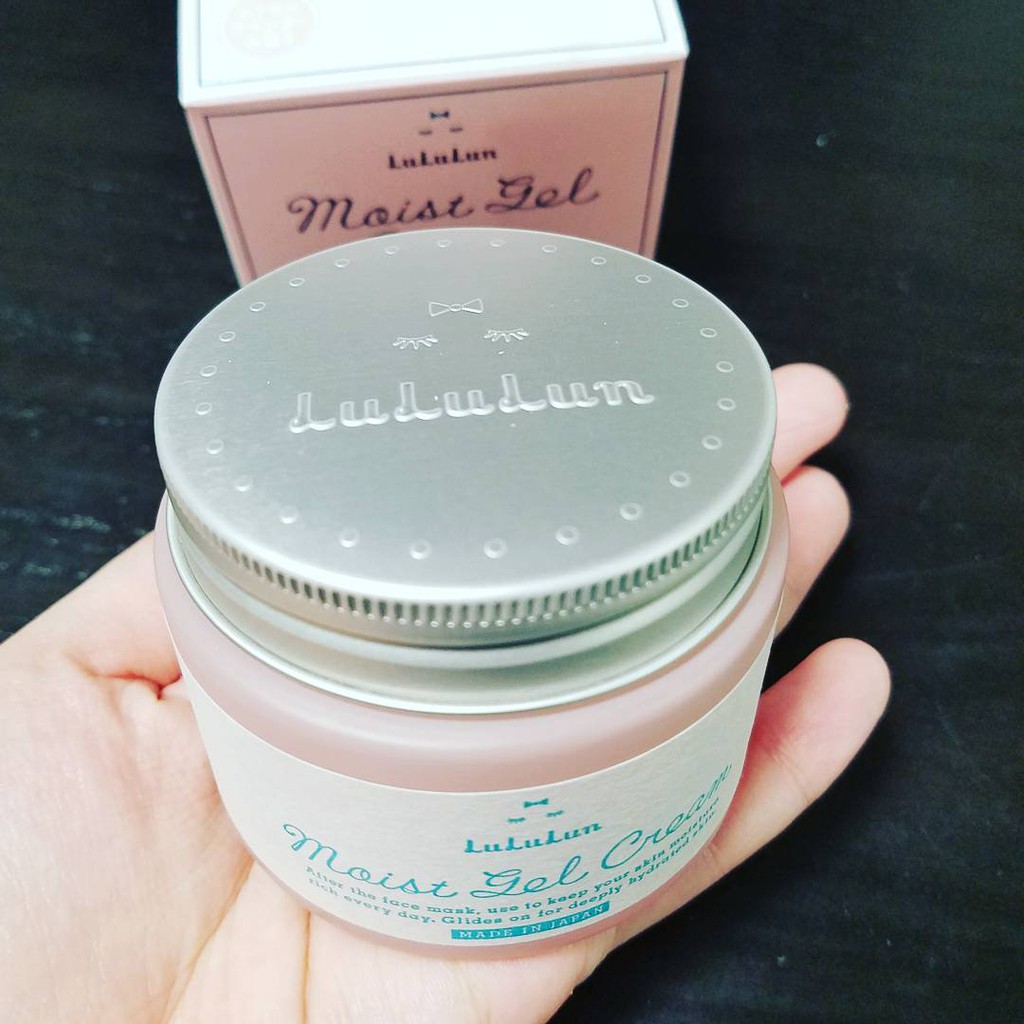 LuLuLun
Moist Gel
LuLuLun
LuLuLun
Moist Gel Cream
After the face mask, use to keep your skin moisture
rich every day. Glides on for deeply hydrated skin.
MADE IN JAPAN